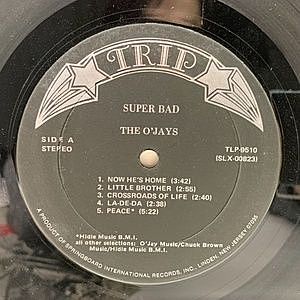 TRIP
SUPER BAD
THE O'JAYS
SIDE A
STEREO
TLP-9510
(SLX-00823)
1. NOW HE'S HOME (3:42)
2. LITTLE BROTHER (2:55)
3. CROSSROADS OF LIFE (2:40)
4. LA-DE-DA (2:38)
5. PEACE* (5:22)
*Hidle Music B.M.I.
all other selections: O'Jay Music/Chuck Brown
Music/Hidle Music B.M.I.
A PRODUCT OF SPRINGBOARD INTERNATIONAL RECORDS, INC., LINDEN, NEW JERSEY 07036